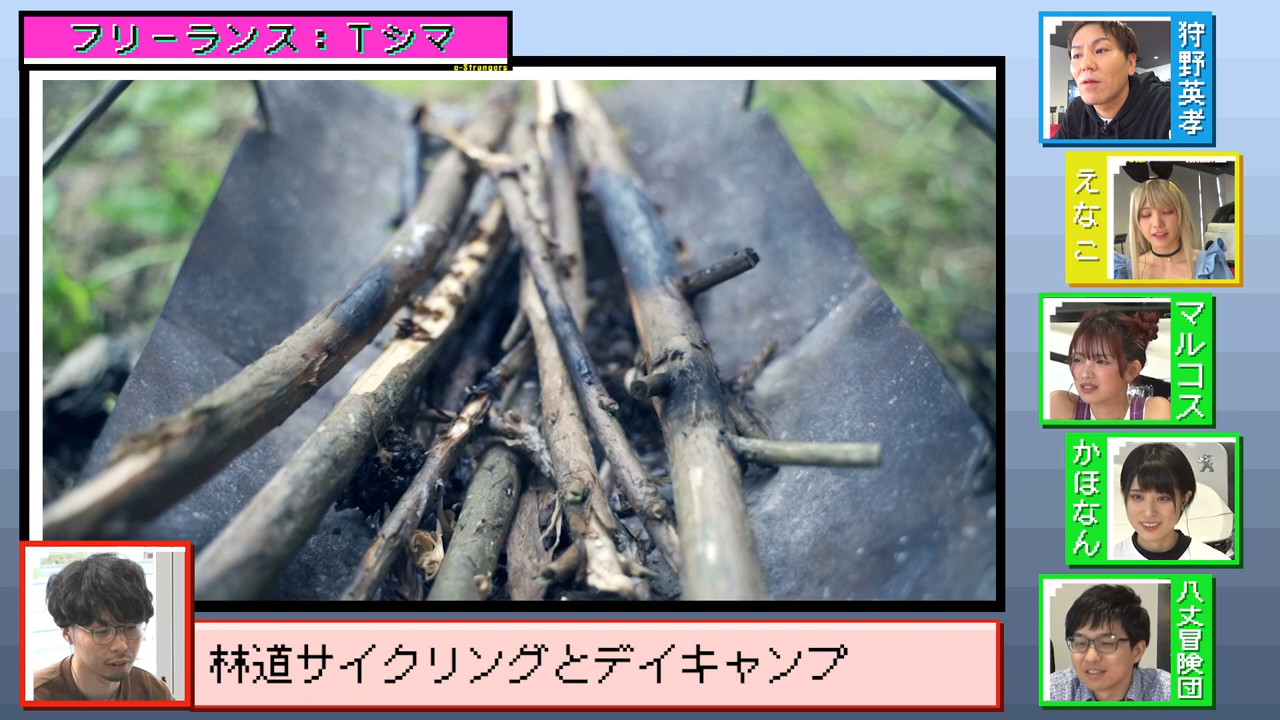 フリーランス：Tシマ
e-Strangers
狩野英孝
えなこ
マルコス
かほなん
八丈冒険団
林道サイクリングとデイキャンプ